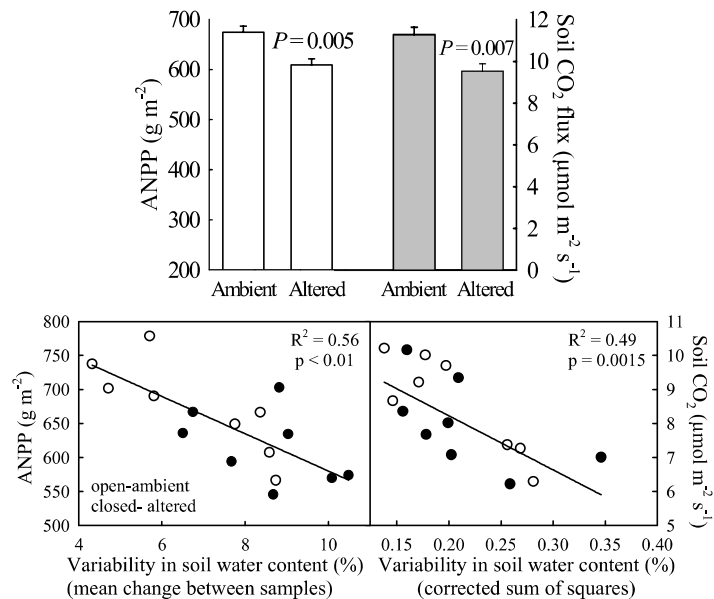 700
600
500
400
300
200
ANPP (g m⁻²)
P = 0.005
P = 0.007
12
10
8
6
4
2
0
Soil CO₂ flux (μmol m⁻² s⁻¹)
Ambient Altered Ambient Altered
800
750
700
650
600
550
500
ANPP (g m⁻²)
R² = 0.56
p < 0.01
open-ambient
closed- altered
4 6 8 10
Variability in soil water content (%)
(mean change between samples)
R² = 0.49
p = 0.0015
11
10
9
8
7
6
5
Soil CO₂ (μmol m⁻² s⁻¹)
0.15 0.20 0.25 0.30 0.35 0.40
Variability in soil water content (%)
(corrected sum of squares)